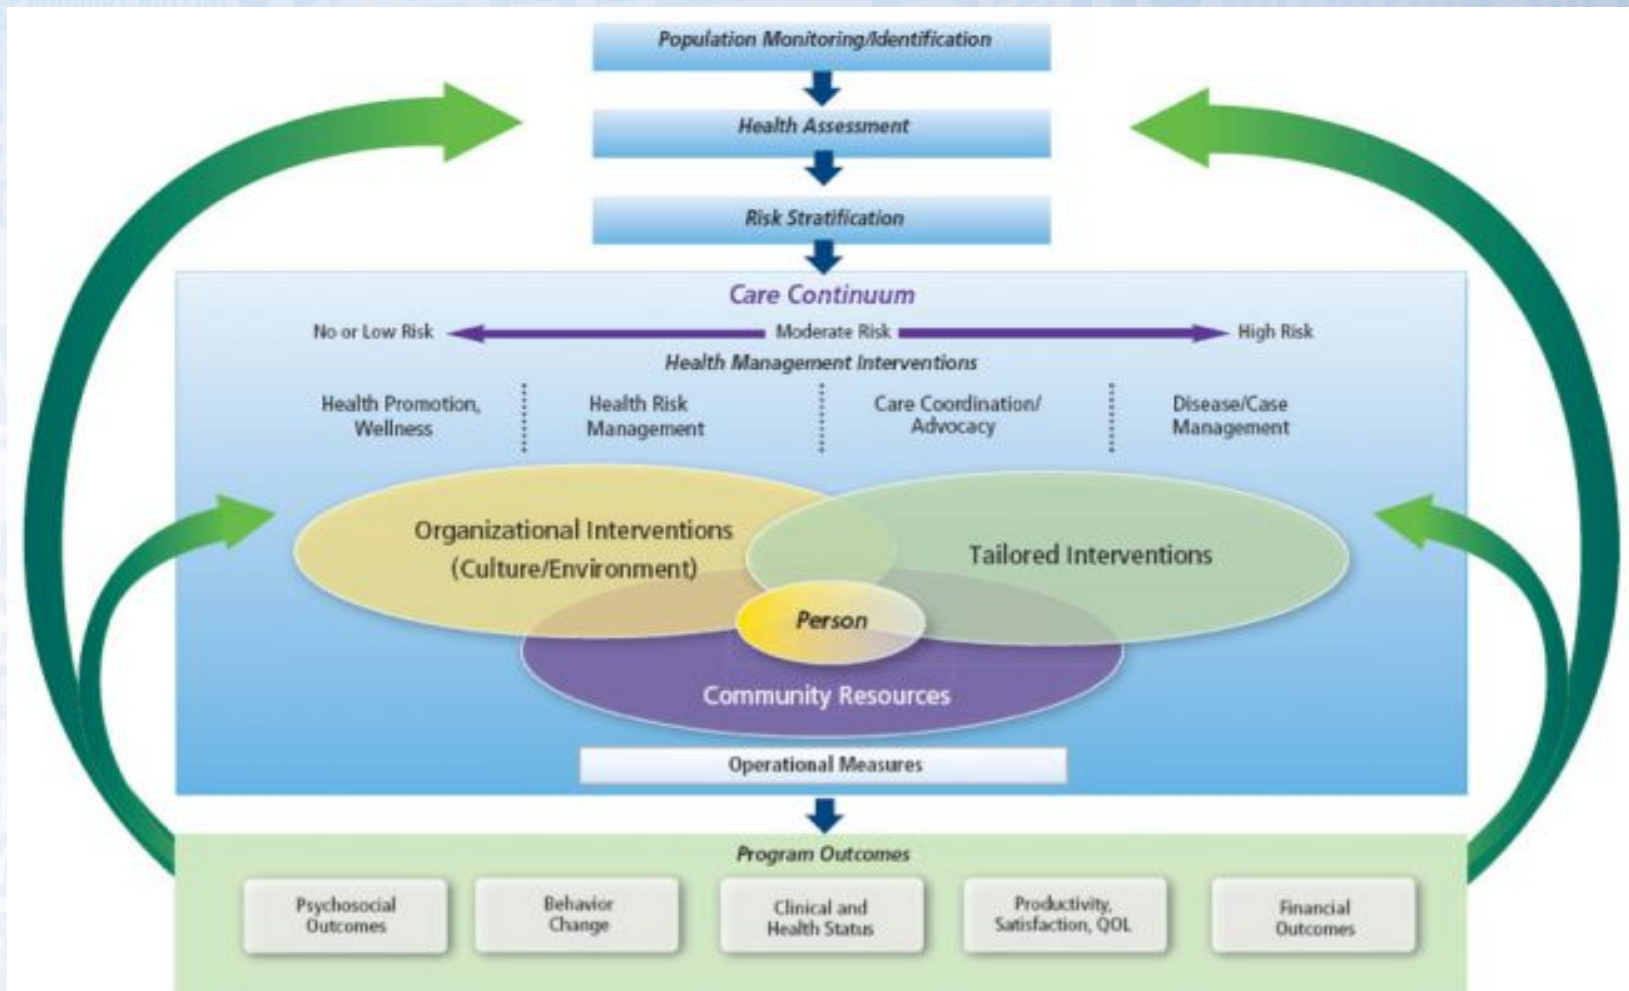 Population Monitoring/Identification
Health Assessment
Risk Stratification
Care Continuum
No or Low Risk
Moderate Risk
High Risk
Health Management Interventions
Health Promotion,
Wellness
Health Risk
Management
Care Coordination/
Advocacy
Disease/Case
Management
Organizational Interventions
(Culture/Environment)
Tailored Interventions
Person
Community Resources
Operational Measures
Program Outcomes
Psychosocial
Outcomes
Behavior
Change
Clinical and
Health Status
Productivity,
Satisfaction, QOL
Financial
Outcomes